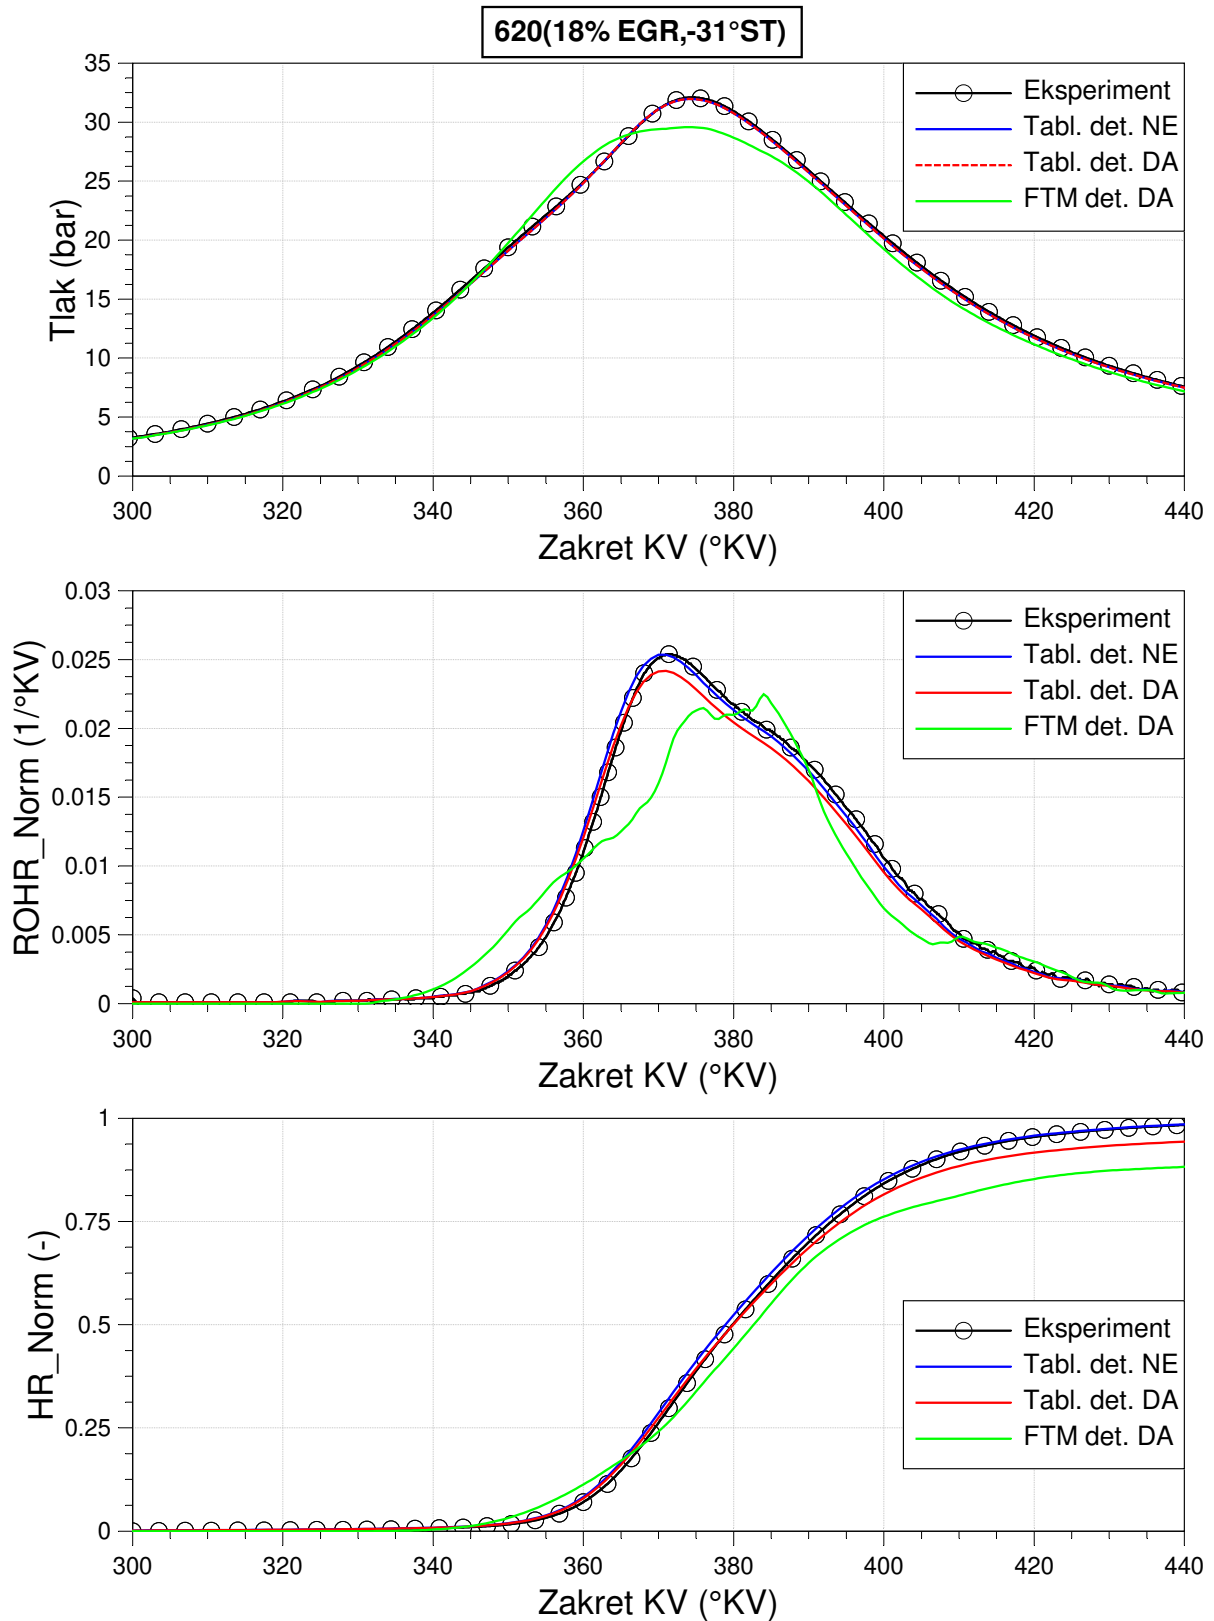 620(18% EGR,-31°ST)
35
30
25
20
15
10
5
0
Tlak (bar)
Eksperiment
Tabl. det. NE
Tabl. det. DA
FTM det. DA
300 320 340 360 380 400 420 440
Zakret KV (°KV)
0.03
0.025
0.02
0.015
0.01
0.005
0
ROHR_Norm (1/°KV)
Eksperiment
Tabl. det. NE
Tabl. det. DA
FTM det. DA
300 320 340 360 380 400 420 440
Zakret KV (°KV)
1
0.75
0.5
0.25
0
HR_Norm (-)
Eksperiment
Tabl. det. NE
Tabl. det. DA
FTM det. DA
300 320 340 360 380 400 420 440
Zakret KV (°KV)